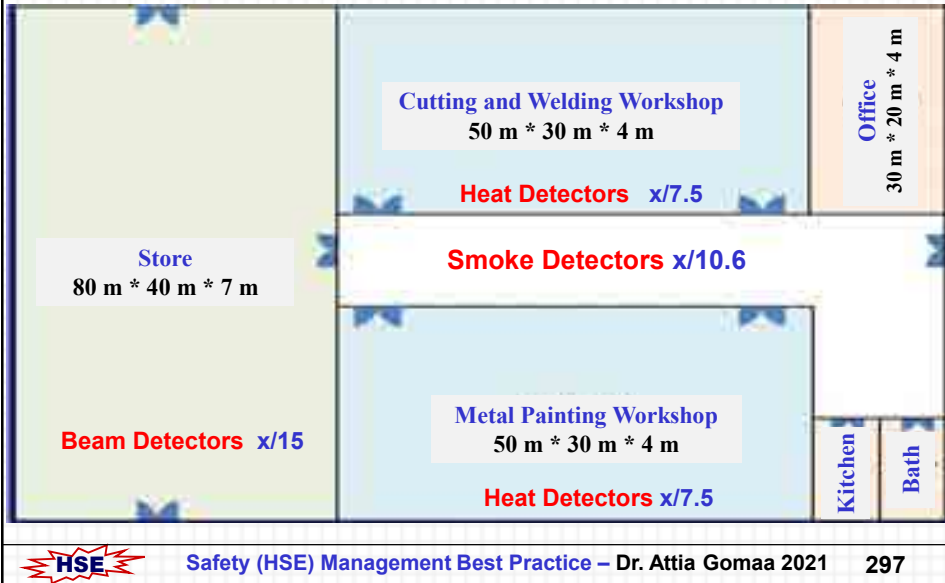 Cutting and Welding Workshop
50 m * 30 m * 4 m
Heat Detectors x/7.5
Office
30 m * 20 m * 4 m
Smoke Detectors x/10.6
Store
80 m * 40 m * 7 m
Beam Detectors x/15
Metal Painting Workshop
50 m * 30 m * 4 m
Heat Detectors x/7.5
Kitchen
Bath
HSE
Safety (HSE) Management Best Practice – Dr. Attia Gomaa 2021 297